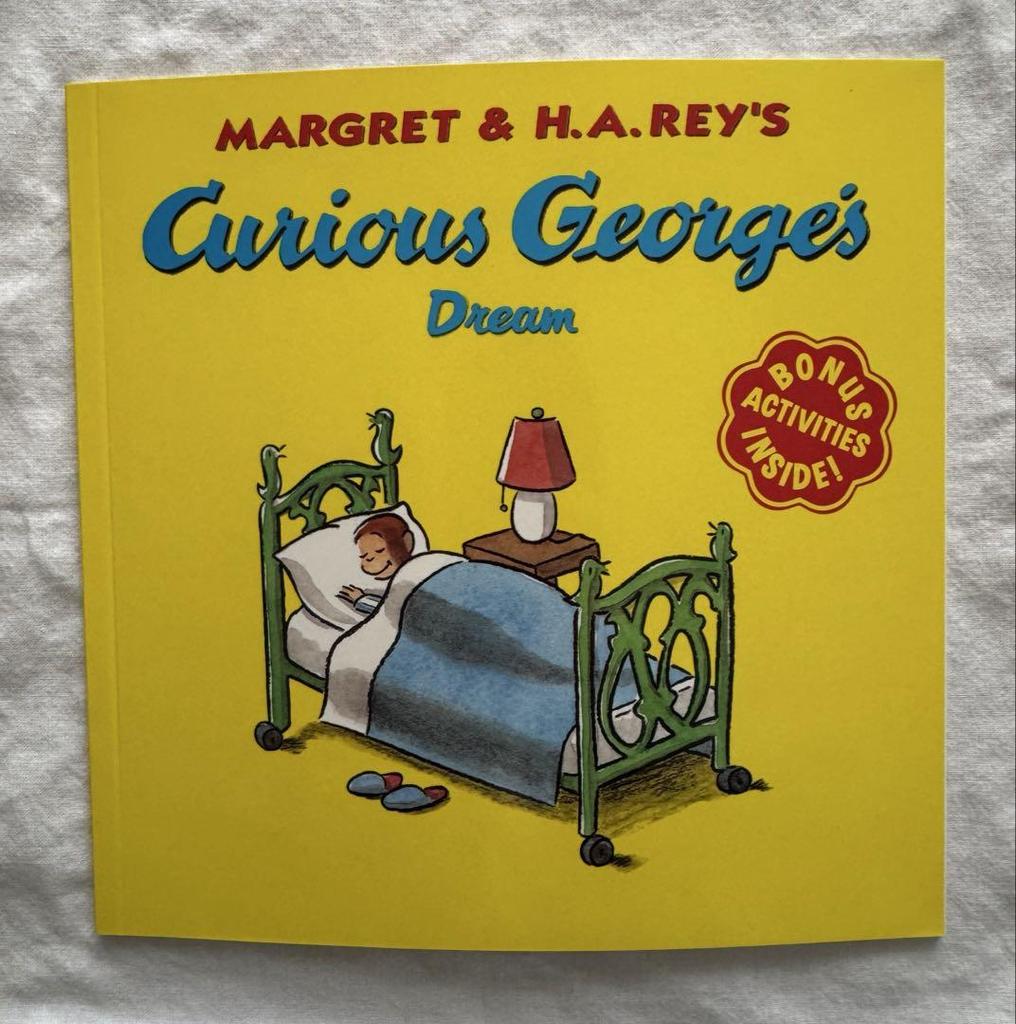 MARGRET & H.A.REY'S
Curious George's
Dream
BONUS
ACTIVITIES
INSIDE!